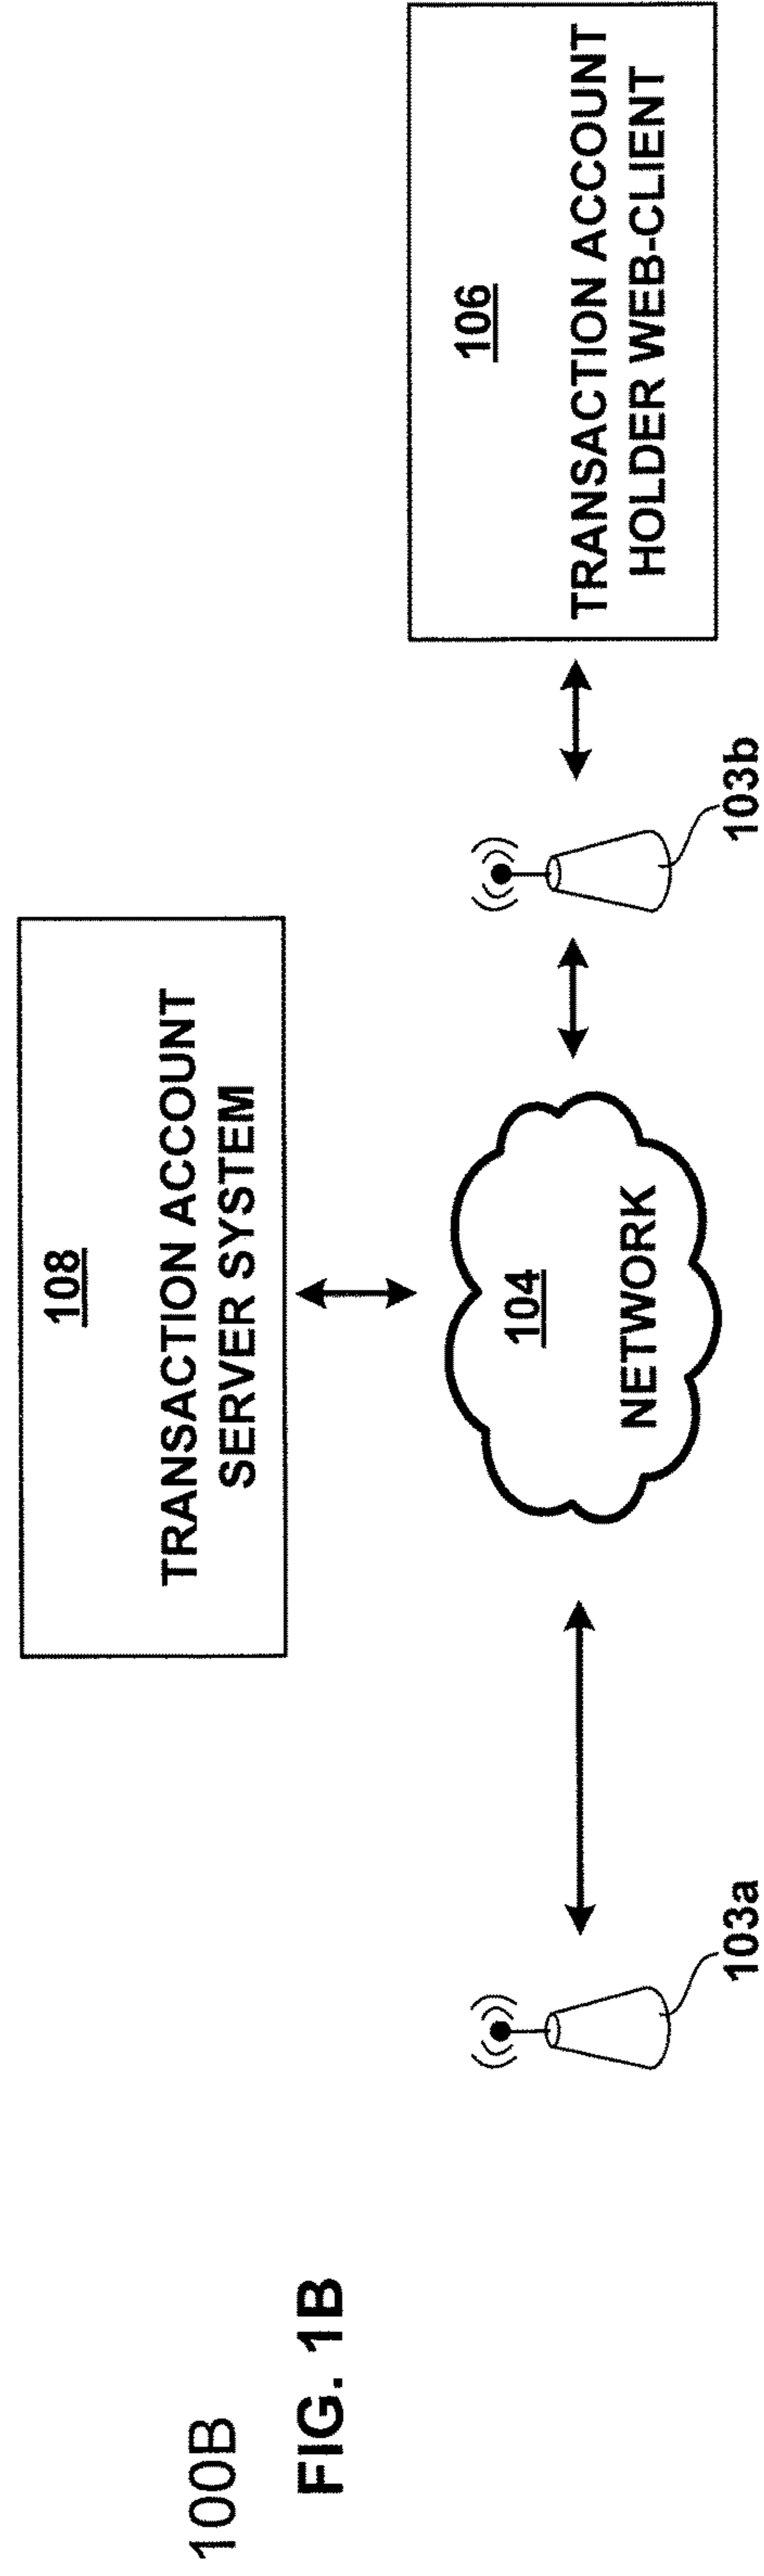 100B
FIG. 1B
108
TRANSACTION ACCOUNT
SERVER SYSTEM
103a
104
NETWORK
103b
106
TRANSACTION ACCOUNT
HOLDER WEB-CLIENT